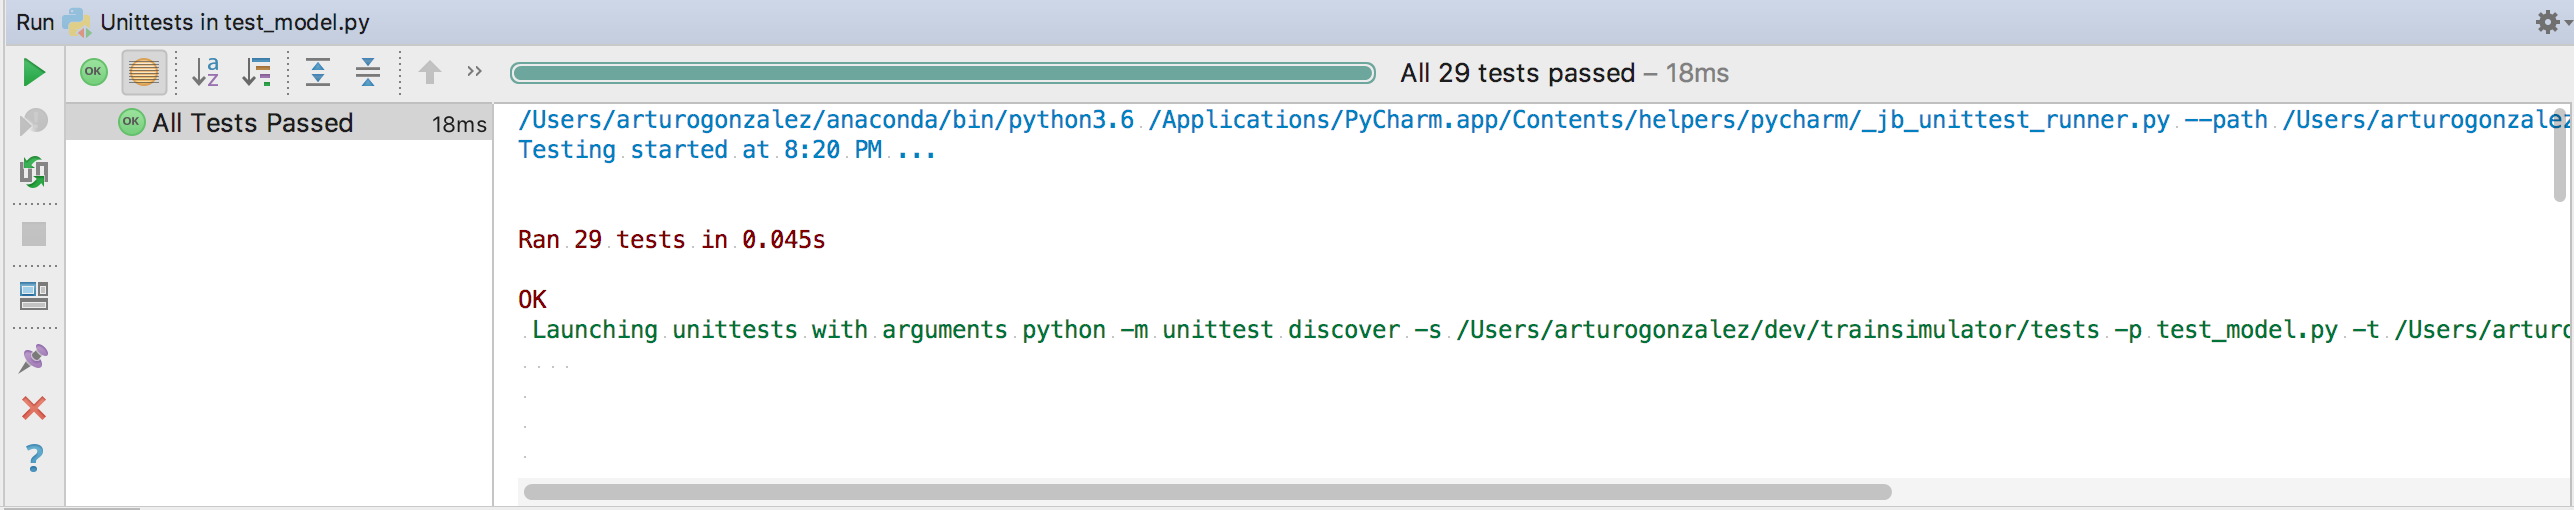 Run Unittests in test_model.py
OK a z » All 29 tests passed – 18ms
OK All Tests Passed 18ms
/Users/arturogonzalez/anaconda/bin/python3.6 /Applications/PyCharm.app/Contents/helpers/pycharm/_jb_unittest_runner.py --path /Users/arturogonzalez
Testing started at 8:20 PM ...
Ran 29 tests in 0.045s
OK
Launching unittests with arguments python -m unittest discover -s /Users/arturogonzalez/dev/trainsimulator/tests -p test_model.py -t /Users/arturo
?